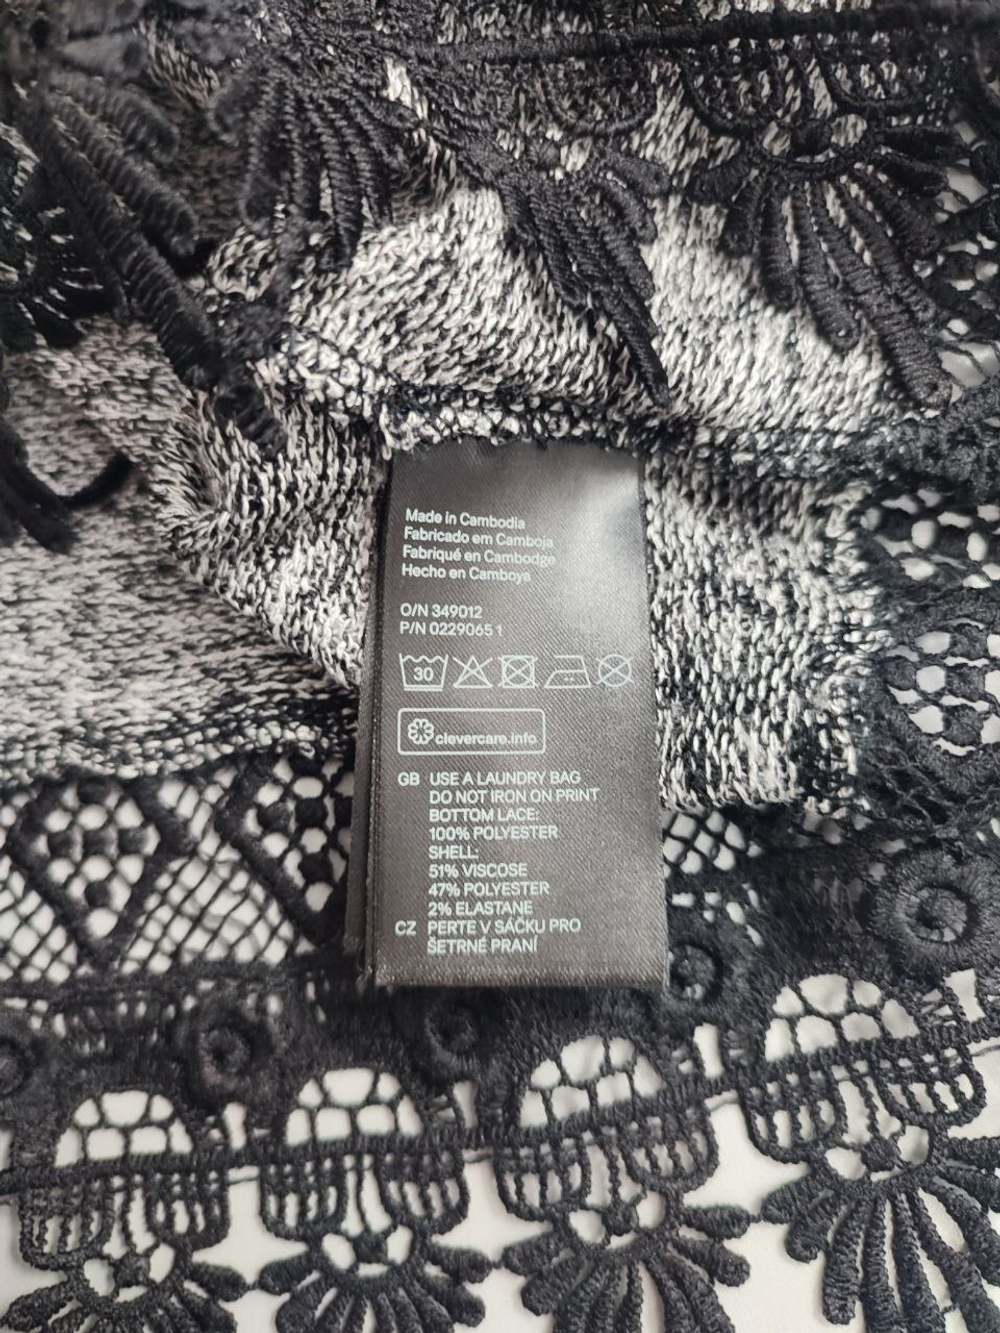 Made in Cambodia
Fabricado em Camboja
Fabriqué en Cambodge
Hecho en Camboya
O/N 349012
P/N 0229065 1
30
clevercare.info
GB USE A LAUNDRY BAG
DO NOT IRON ON PRINT
BOTTOM LACE:
100% POLYESTER
SHELL:
51% VISCOSE
47% POLYESTER
2% ELASTANE
CZ PERTE V SÁČKU PRO
ŠETRNÉ PRANÍ